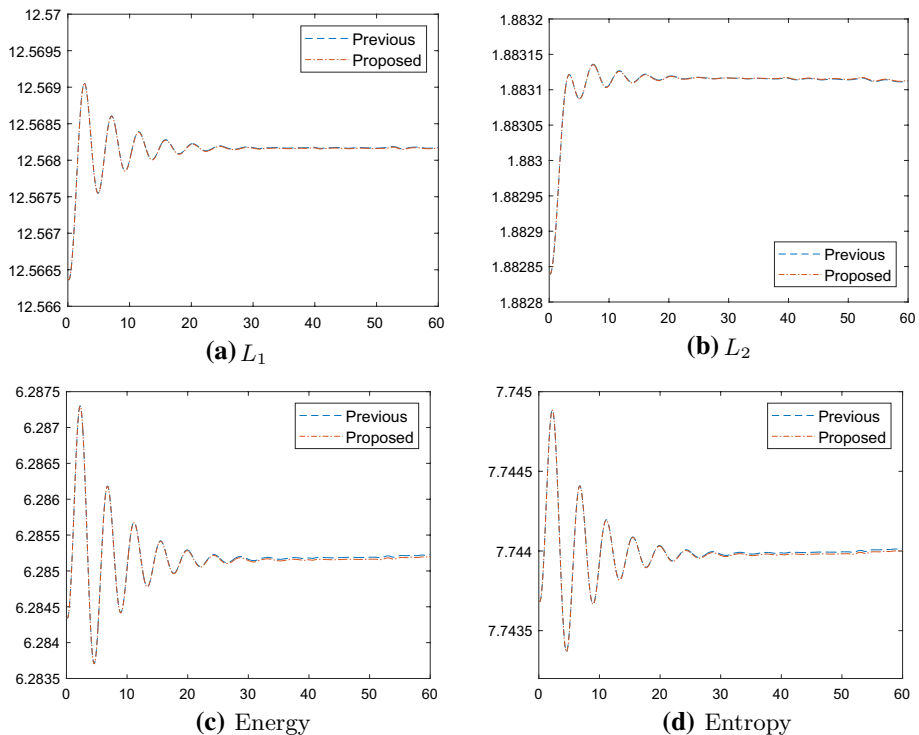 12.57
12.5695
12.569
12.5685
12.568
12.5675
12.567
12.5665
12.566
0 10 20 30 40 50 60
Previous
Proposed
(a) L1
1.8832
1.88315
1.8831
1.88305
1.883
1.88295
1.8829
1.88285
1.8828
0 10 20 30 40 50 60
Previous
Proposed
(b) L2
6.2875
6.287
6.2865
6.286
6.2855
6.285
6.2845
6.284
6.2835
0 10 20 30 40 50 60
Previous
Proposed
(c) Energy
7.745
7.7445
7.744
7.7435
0 10 20 30 40 50 60
Previous
Proposed
(d) Entropy